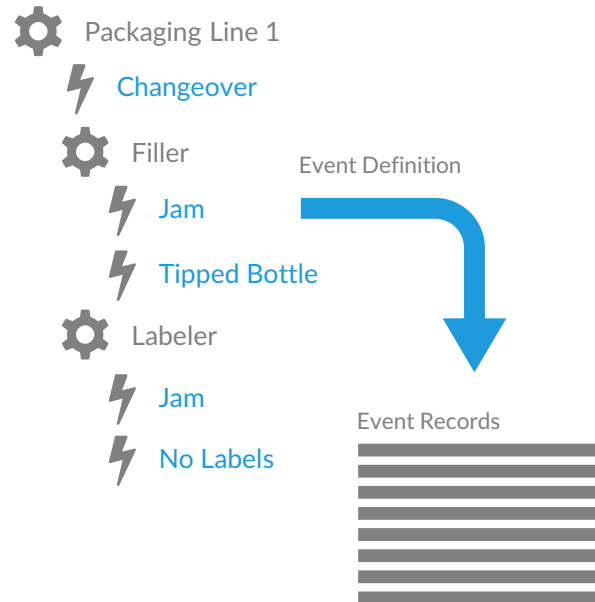 Packaging Line 1
Changeover
Filler
Event Definition
Jam
Tipped Bottle
Labeler
Jam
Event Records
No Labels